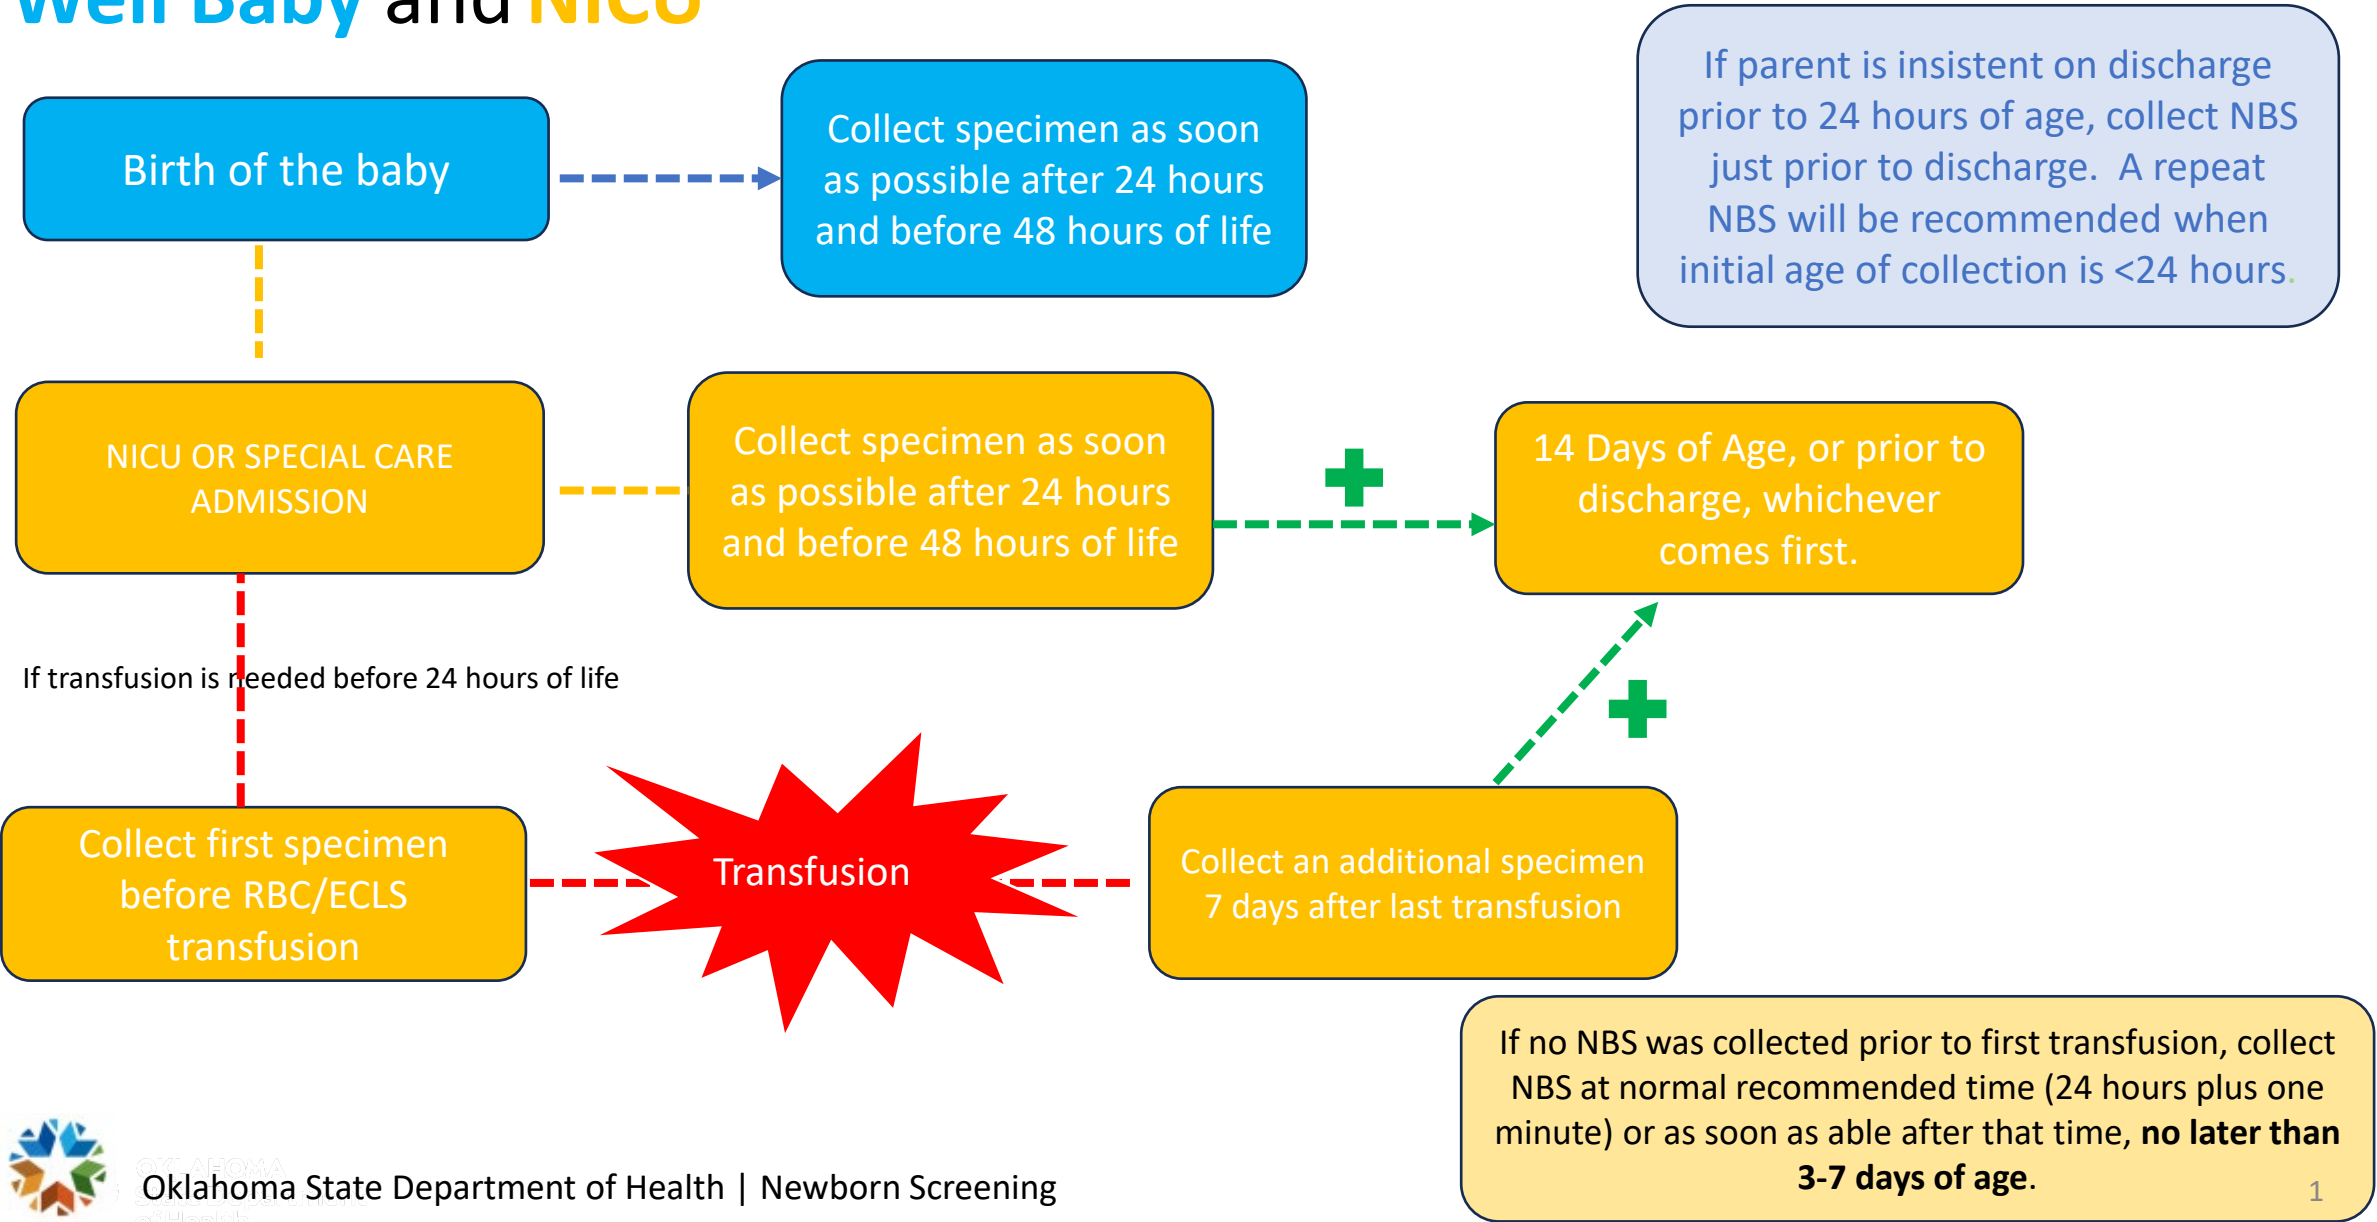 Well Baby and NICU
If parent is insistent on discharge
prior to 24 hours of age, collect NBS
just prior to discharge. A repeat
NBS will be recommended when
initial age of collection is <24 hours.
Birth of the baby
Collect specimen as soon
as possible after 24 hours
and before 48 hours of life
NICU OR SPECIAL CARE
ADMISSION
Collect specimen as soon
as possible after 24 hours
and before 48 hours of life
14 Days of Age, or prior to
discharge, whichever
comes first.
If transfusion is needed before 24 hours of life
Collect first specimen
before RBC/ECLS
transfusion
Transfusion
Collect an additional specimen
7 days after last transfusion
If no NBS was collected prior to first transfusion, collect
NBS at normal recommended time (24 hours plus one
minute) or as soon as able after that time, no later than
3-7 days of age.
OKLAHOMA
Oklahoma State Department of Health | Newborn Screening
of Health
1